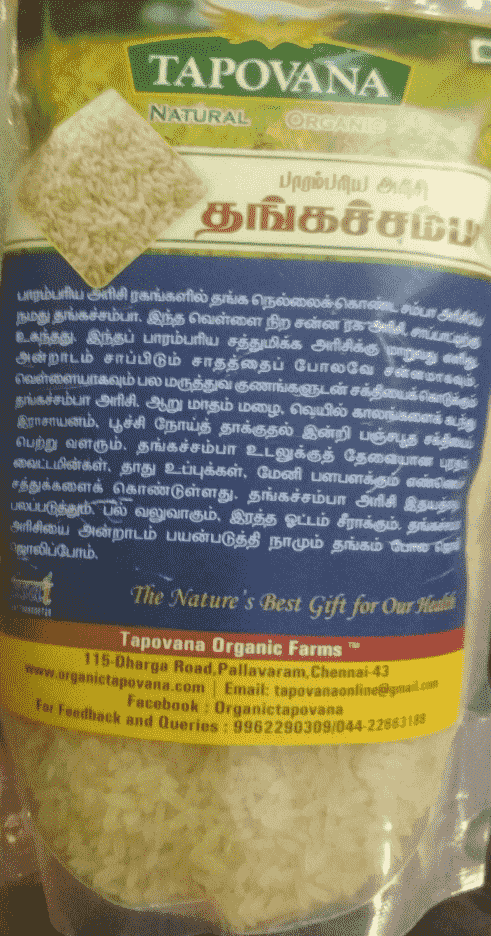 TAPOVANA
NATURAL ORGANIC
பாரம்பரிய அரிசி
தங்கச்சம்பா
பாரம்பரிய அரிசி ரகங்களில் தங்க நெல்லைக்கொண்ட சம்பா அரிசியே
நமது தங்கச்சம்பா. இந்த வெள்ளை நிற சன்ன ரக அரிசி, சாப்பாட்டிற்கு
உகந்தது. இந்தப் பாரம்பரிய சத்துமிக்க அரிசிக்கு மாறுவது எளிது
அன்றாடம் சாப்பிடும் சாதத்தைப் போலவே சன்னமாகவும்,
வெள்ளையாகவும் பல மருத்துவ குணங்களுடன் சக்தியைக்கொடுக்கும்
தங்கச்சம்பா அரிசி. ஆறு மாதம் மழை, வெயில் காலங்களைக் கடந்து
இராசாயனம், பூச்சி நோய்த் தாக்குதல் இன்றி பஞ்சபூத சக்தியை
பெற்று வளரும். தங்கச்சம்பா உடலுக்குத் தேவையான புரதம்
வைட்டமின்கள், தாது உப்புக்கள், மேனி பளபளக்கும் எண்ணெய்
சத்துக்களைக் கொண்டுள்ளது. தங்கச்சம்பா அரிசி இதயத்தை
பலப்படுத்தும். பல் வலுவாகும், இரத்த ஓட்டம் சீராக்கும். தங்கச்சம்பா
அரிசியை அன்றாடம் பயன்படுத்தி நாமும் தங்கம் போல ஜொலி
ஜொலிப்போம்.
The Nature's Best Gift for Our Health
Tapovana Organic Farms ™
115-Dharga Road,Pallavaram,Chennai-43
www.organictapovana.com | Email: tapovanaonline@gmail.com
Facebook : Organictapovana
For Feedback and Queries : 9962290309/044-22663188